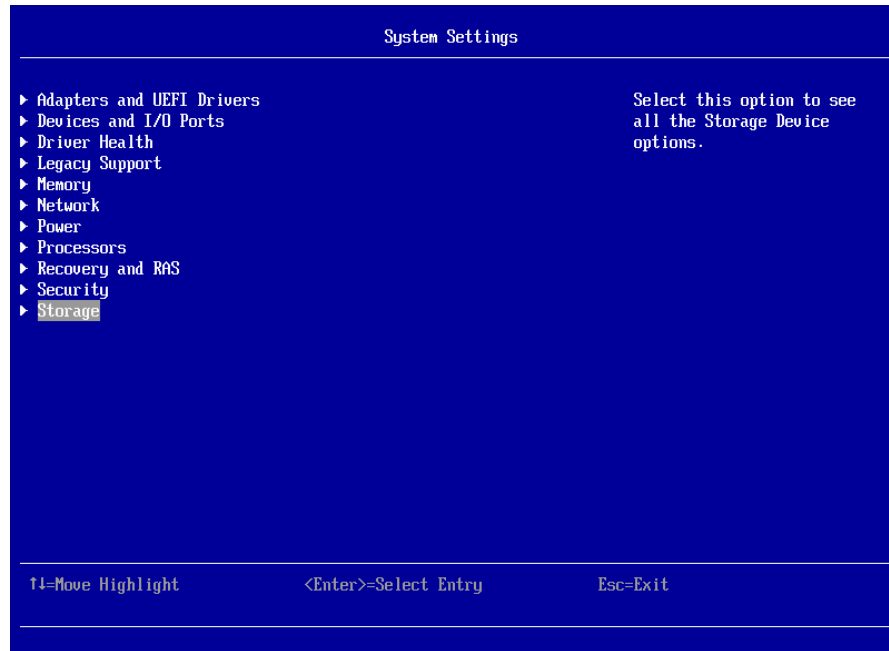 System Settings
▶ Adapters and UEFI Drivers
▶ Devices and I/O Ports
▶ Driver Health
▶ Legacy Support
▶ Memory
▶ Network
▶ Power
▶ Processors
▶ Recovery and RAS
▶ Security
▶ Storage
Select this option to see
all the Storage Device
options.
↑↓=Move Highlight <Enter>=Select Entry Esc=Exit